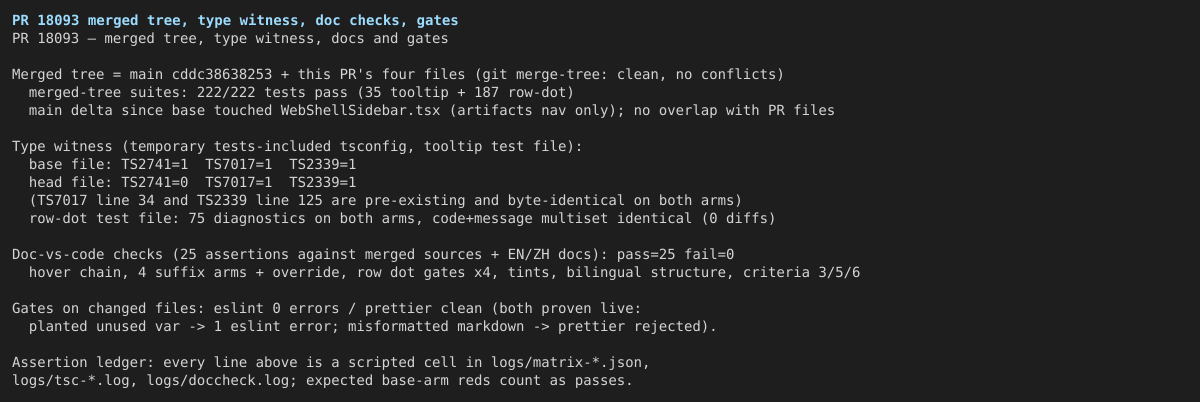 PR 18093 merged tree, type witness, doc checks, gates
PR 18093 — merged tree, type witness, docs and gates
Merged tree = main cddc38638253 + this PR's four files (git merge-tree: clean, no conflicts)
merged-tree suites: 222/222 tests pass (35 tooltip + 187 row-dot)
main delta since base touched WebShellSidebar.tsx (artifacts nav only); no overlap with PR files
Type witness (temporary tests-included tsconfig, tooltip test file):
base file: TS2741=1  TS7017=1  TS2339=1
head file: TS2741=0  TS7017=1  TS2339=1
(TS7017 line 34 and TS2339 line 125 are pre-existing and byte-identical on both arms)
row-dot test file: 75 diagnostics on both arms, code+message multiset identical (0 diffs)
Doc-vs-code checks (25 assertions against merged sources + EN/ZH docs): pass=25 fail=0
hover chain, 4 suffix arms + override, row dot gates x4, tints, bilingual structure, criteria 3/5/6
Gates on changed files: eslint 0 errors / prettier clean (both proven live:
planted unused var -> 1 eslint error; misformatted markdown -> prettier rejected).
Assertion ledger: every line above is a scripted cell in logs/matrix-*.json,
logs/tsc-*.log, logs/doccheck.log; expected base-arm reds count as passes.